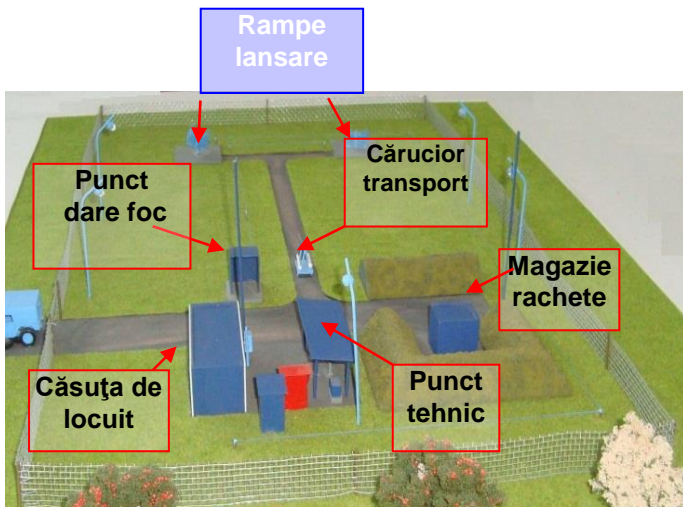 Rampe
lansare
Cărucior
transport
Punct
dare foc
Magazie
rachete
Căsuţa de
locuit
Punct
tehnic